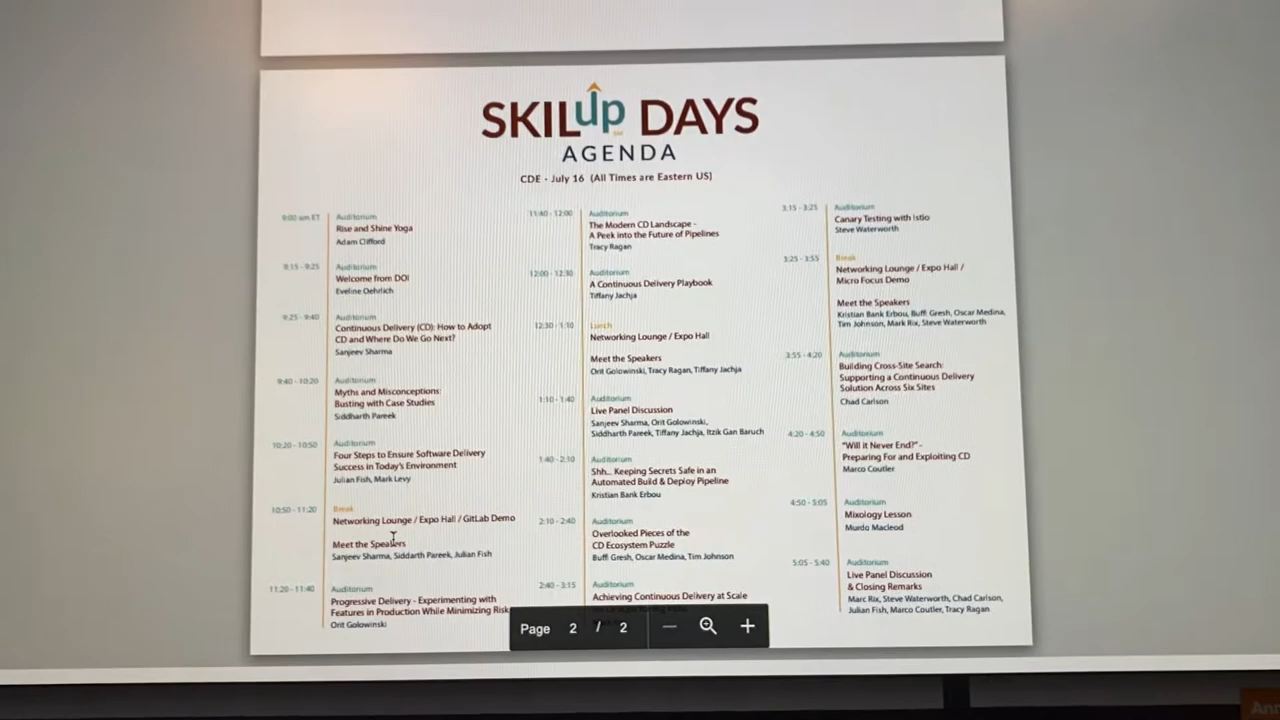 SKILup DAYS
AGENDA
CDE - July 16 (All Times are Eastern US)
9:00 am ET
Auditorium
Rise and Shine Yoga
Adam Clifford
9:15 - 9:25
Auditorium
Welcome from DOI
Eveline Oehrlich
9:25 - 9:40
Auditorium
Continuous Delivery (CD): How to Adopt
CD and Where Do We Go Next?
Sanjeev Sharma
9:40 - 10:20
Auditorium
Myths and Misconceptions:
Busting with Case Studies
Siddharth Pareek
10:20 - 10:50
Auditorium
Four Steps to Ensure Software Delivery
Success in Today's Environment
Julian Fish, Mark Levy
10:50 - 11:20
Break
Networking Lounge / Expo Hall / GitLab Demo
Meet the Speakers
Sanjeev Sharma, Siddarth Pareek, Julian Fish
11:20 - 11:40
Auditorium
Progressive Delivery - Experimenting with
Features in Production While Minimizing Risk
Orit Golowinski
11:40 - 12:00
Auditorium
The Modern CD Landscape -
A Peek into the Future of Pipelines
Tracy Ragan
12:00 - 12:30
Auditorium
A Continuous Delivery Playbook
Tiffany Jachja
12:30 - 1:10
Lunch
Networking Lounge / Expo Hall
Meet the Speakers
Orit Golowinski, Tracy Ragan, Tiffany Jachja
1:10 - 1:40
Auditorium
Live Panel Discussion
Sanjeev Sharma, Orit Golowinski,
Siddharth Pareek, Tiffany Jachja, Itzik Gan Baruch
1:40 - 2:10
Auditorium
Shh... Keeping Secrets Safe in an
Automated Build & Deploy Pipeline
Kristian Bank Erbou
2:10 - 2:40
Auditorium
Overlooked Pieces of the
CD Ecosystem Puzzle
Buffi Gresh, Oscar Medina, Tim Johnson
2:40 - 3:15
Auditorium
Achieving Continuous Delivery at Scale
3:15 - 3:25
Auditorium
Canary Testing with Istio
Steve Waterworth
3:25 - 3:55
Break
Networking Lounge / Expo Hall /
Micro Focus Demo
Meet the Speakers
Kristian Bank Erbou, Buffi Gresh, Oscar Medina,
Tim Johnson, Mark Rix, Steve Waterworth
3:55 - 4:20
Auditorium
Building Cross-Site Search:
Supporting a Continuous Delivery
Solution Across Six Sites
Chad Carlson
4:20 - 4:50
Auditorium
"Will it Never End?" -
Preparing For and Exploiting CD
Marco Coutler
4:50 - 5:05
Auditorium
Mixology Lesson
Murdo Macleod
5:05 - 5:40
Auditorium
Live Panel Discussion
& Closing Remarks
Marc Rix, Steve Waterworth, Chad Carlson,
Julian Fish, Marco Coutler, Tracy Ragan
Page 2 / 2